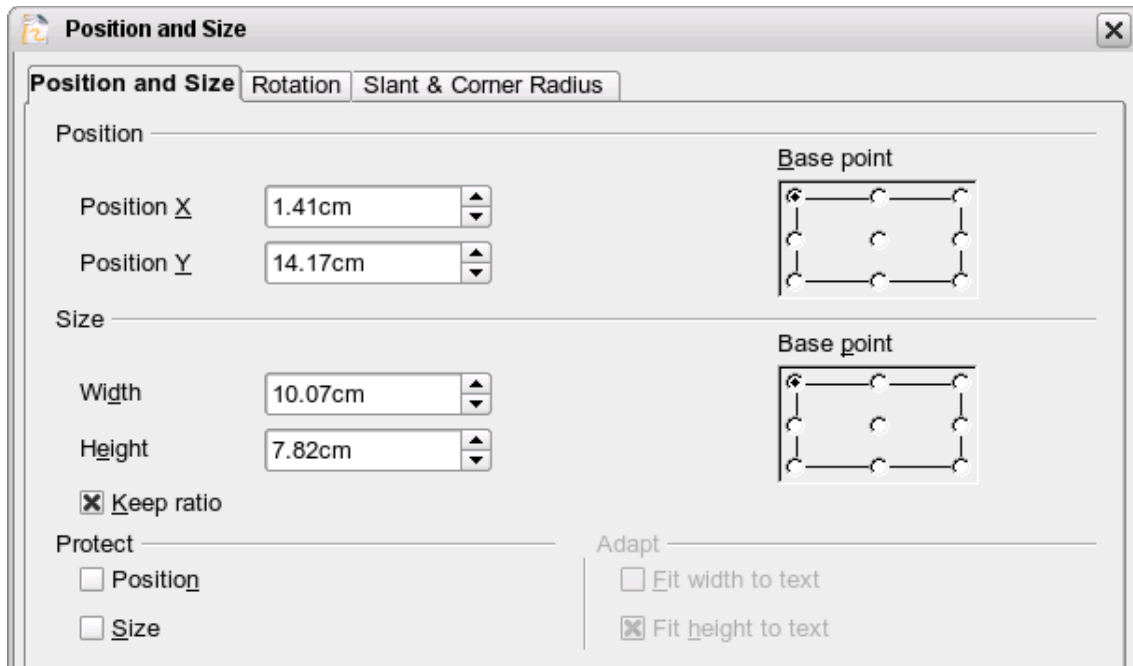 Position and Size
Position and Size Rotation Slant & Corner Radius
Position
Base point
Position X 1.41cm
Position Y 14.17cm
Size
Base point
Width 10.07cm
Height 7.82cm
Keep ratio
Protect Adapt
Position Fit width to text
Size Fit height to text